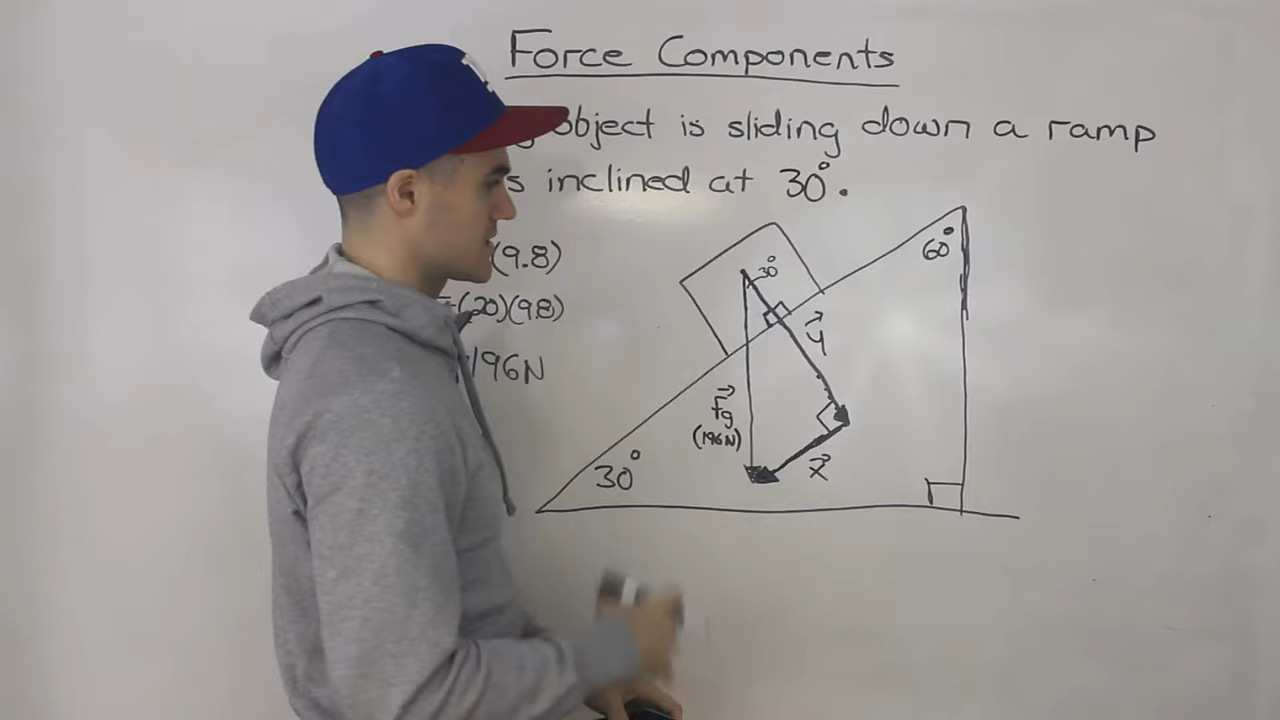 Force Components
object is sliding down a ramp
s inclined at 30°.
(9.8)
=(20)(9.8)
196N
30°
60°
y
Fg
(196N)
x
30°